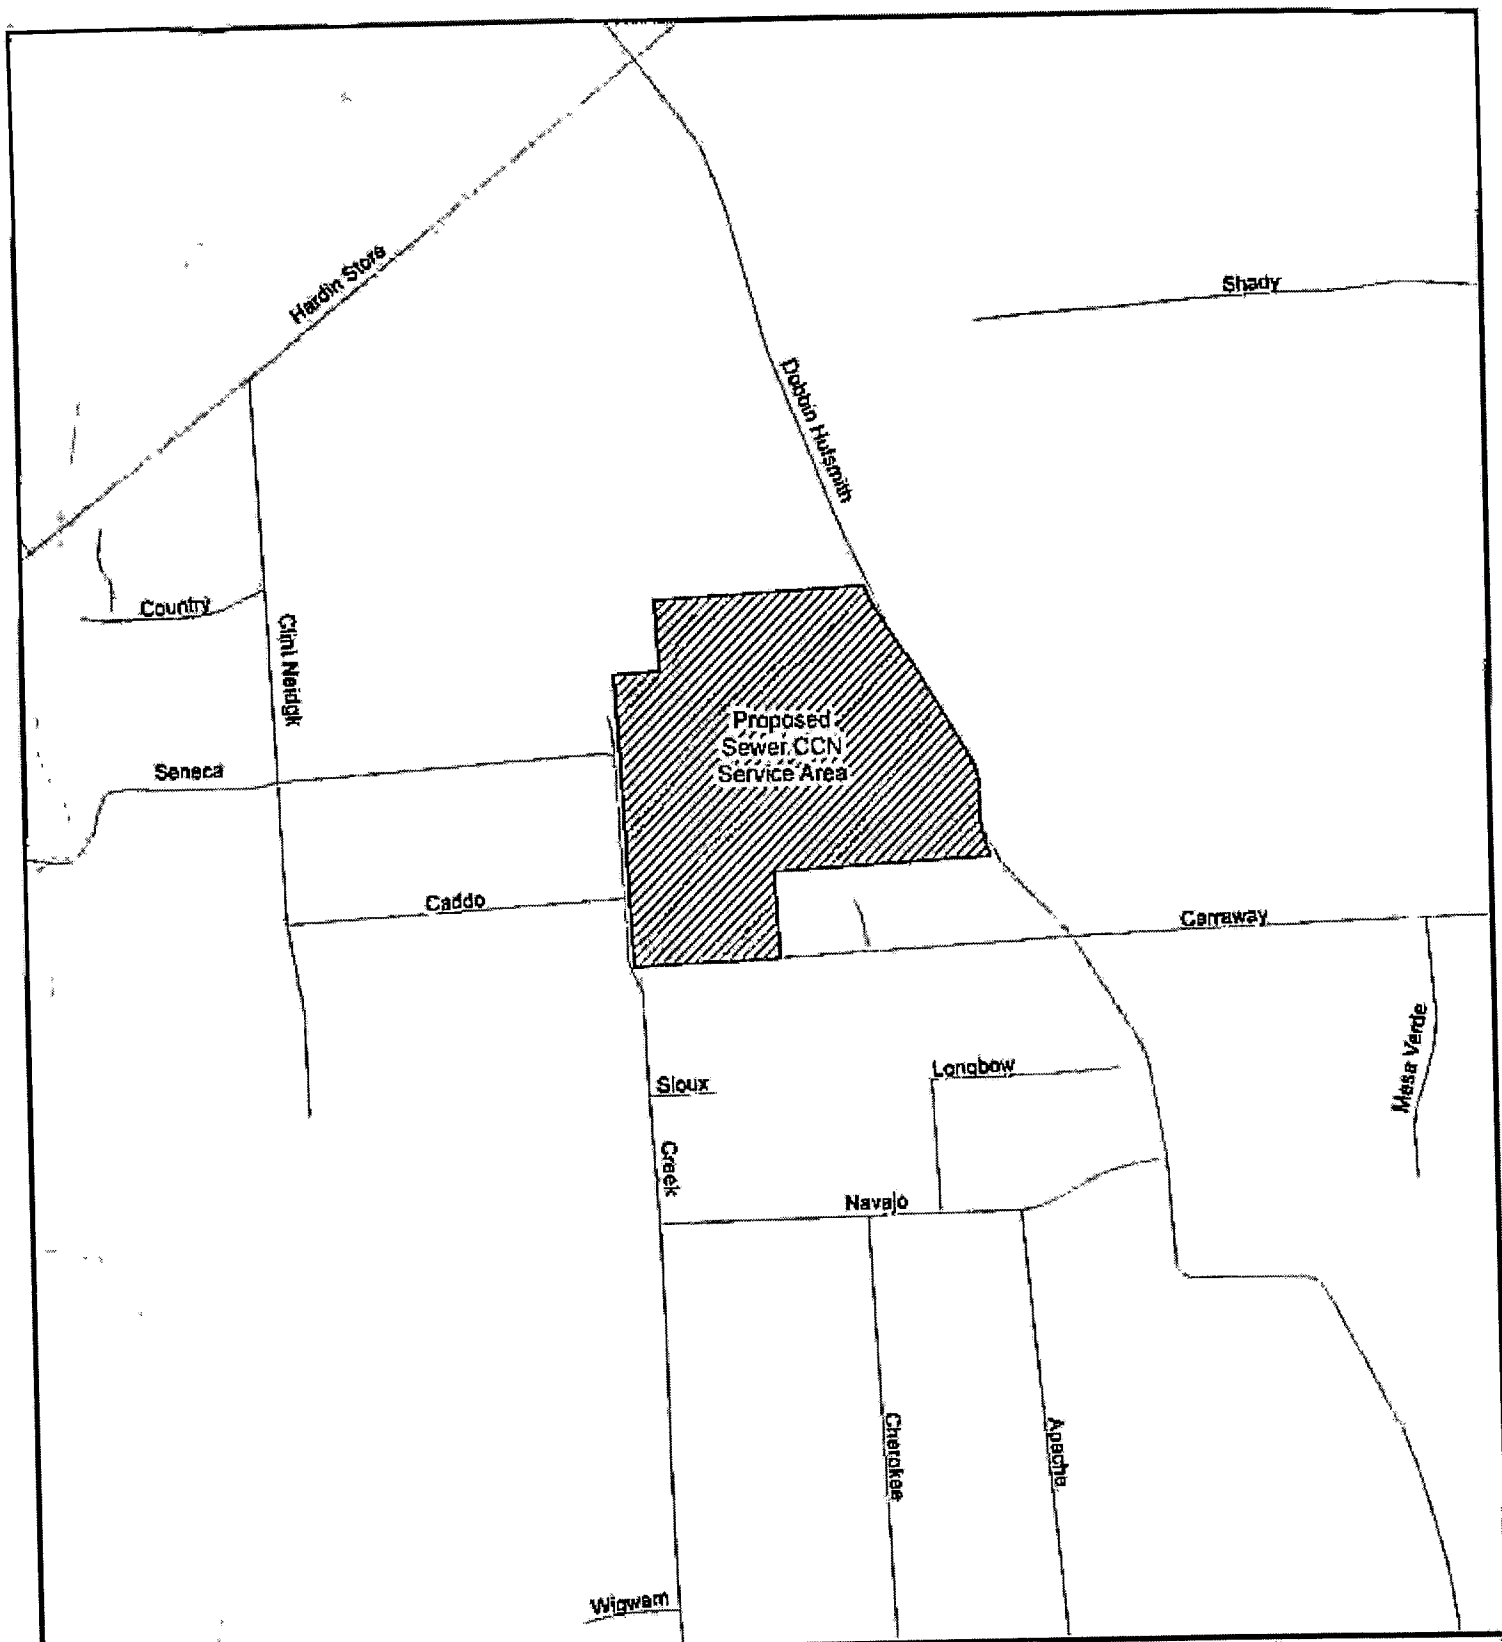 Hardin Store
Shady
Dobbin Hufsmith
Country
Clint Neidigk
Proposed
Sewer CCN
Service Area
Seneca
Caddo
Carraway
Mesa Verde
Longbow
Sioux
Creek
Navajo
Cherokee
Apache
Wigwam